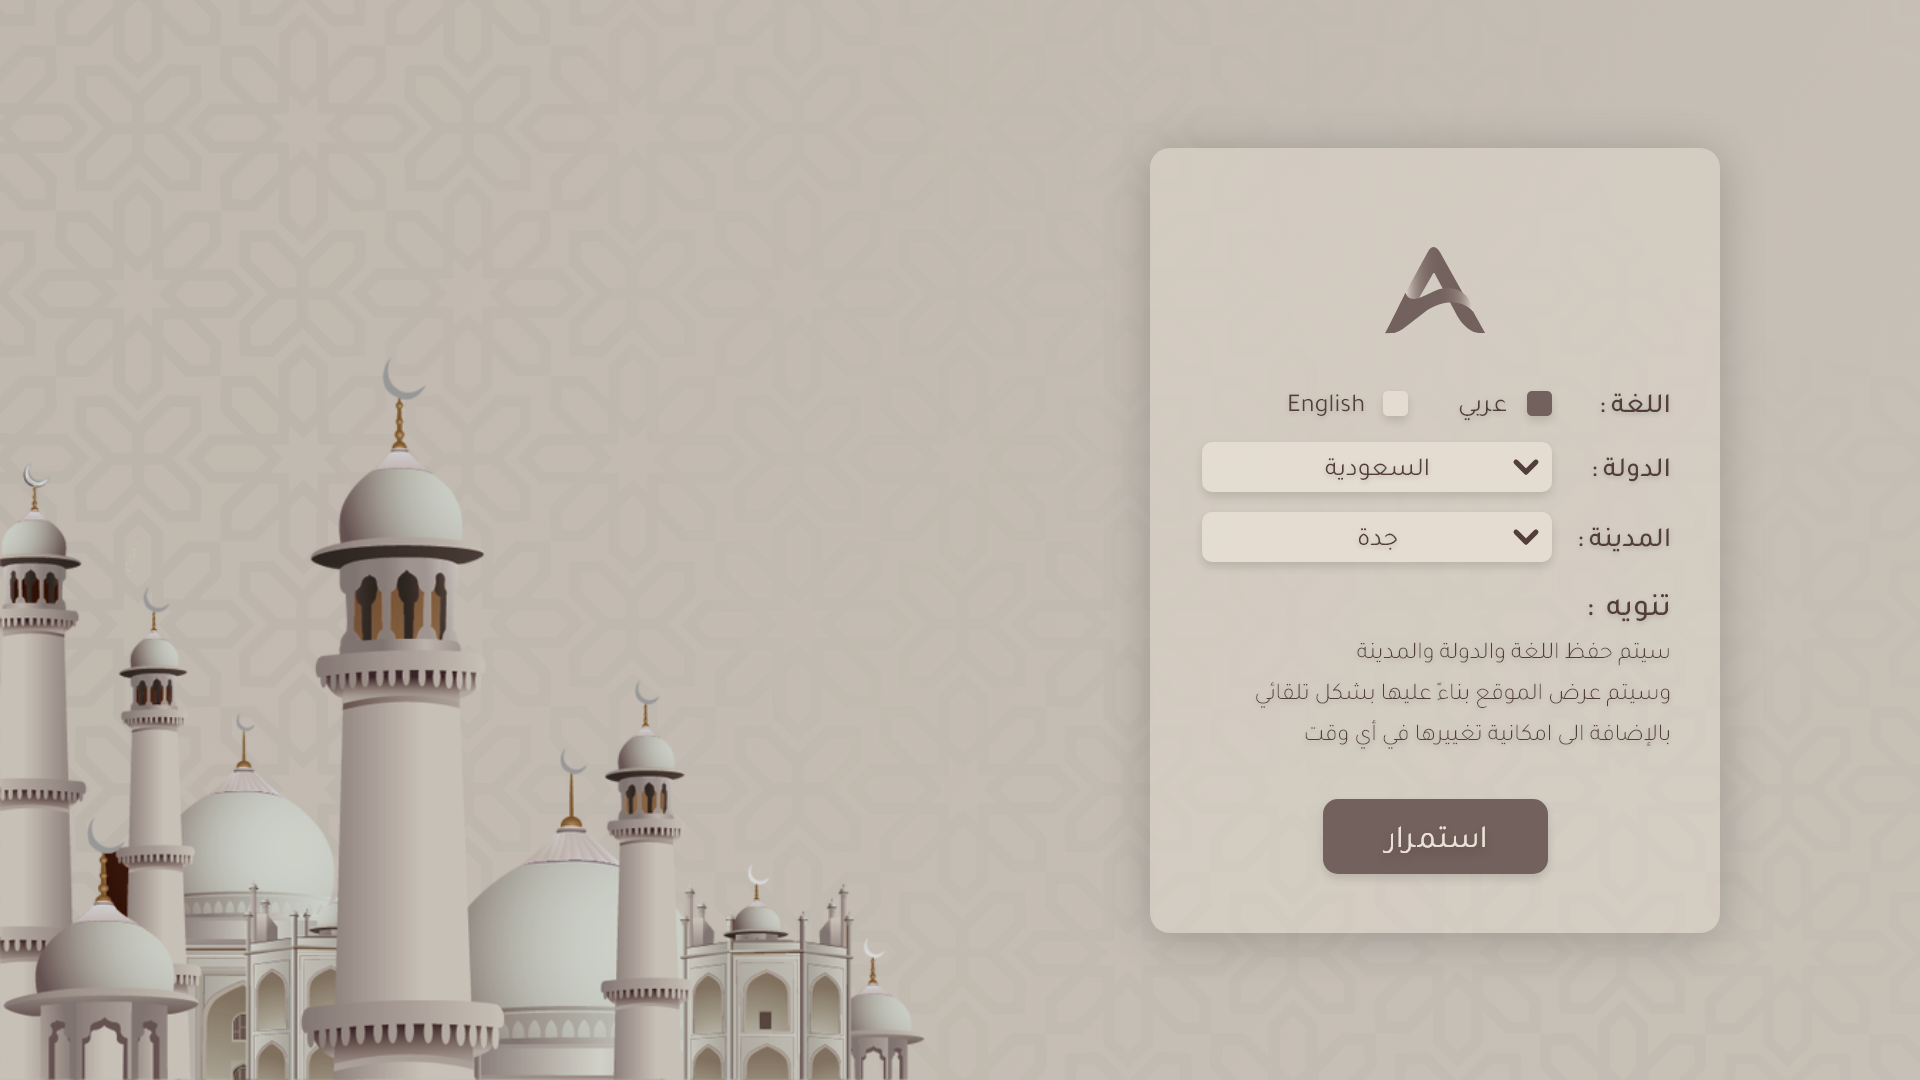 اللغة : عربي English
الدولة : السعودية
المدينة : جدة
تنويه :
سيتم حفظ اللغة والدولة والمدينة
وسيتم عرض الموقع بناءً عليها بشكل تلقائي
بالإضافة الى امكانية تغييرها في أي وقت
استمرار